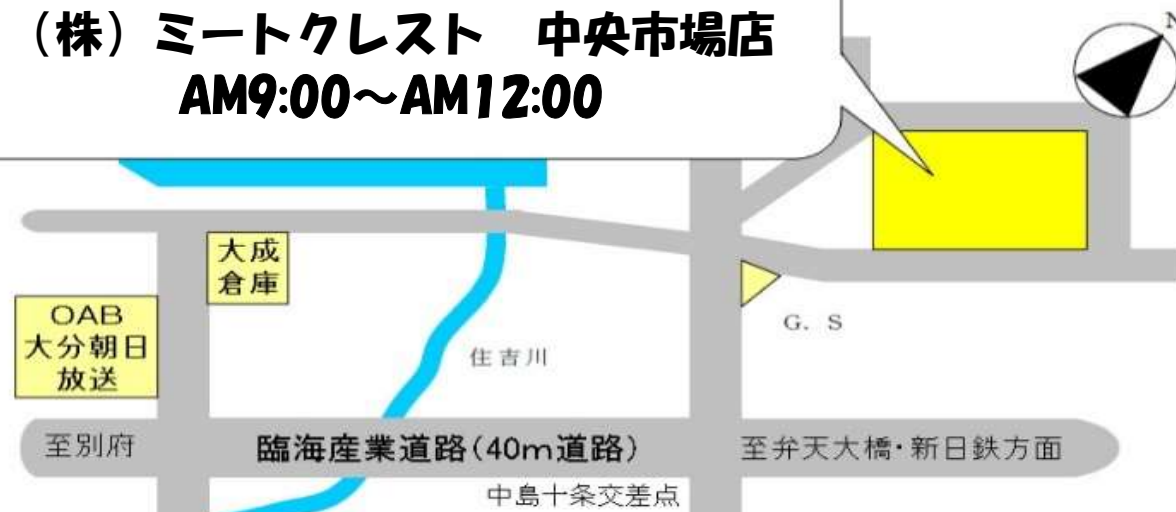 （株）ミートクレスト　中央市場店
AM9:00～AM12:00
N
大成
倉庫
OAB
大分朝日
放送
G. S
住吉川
至別府
臨海産業道路(40m道路)
至弁天大橋・新日鉄方面
中島十条交差点